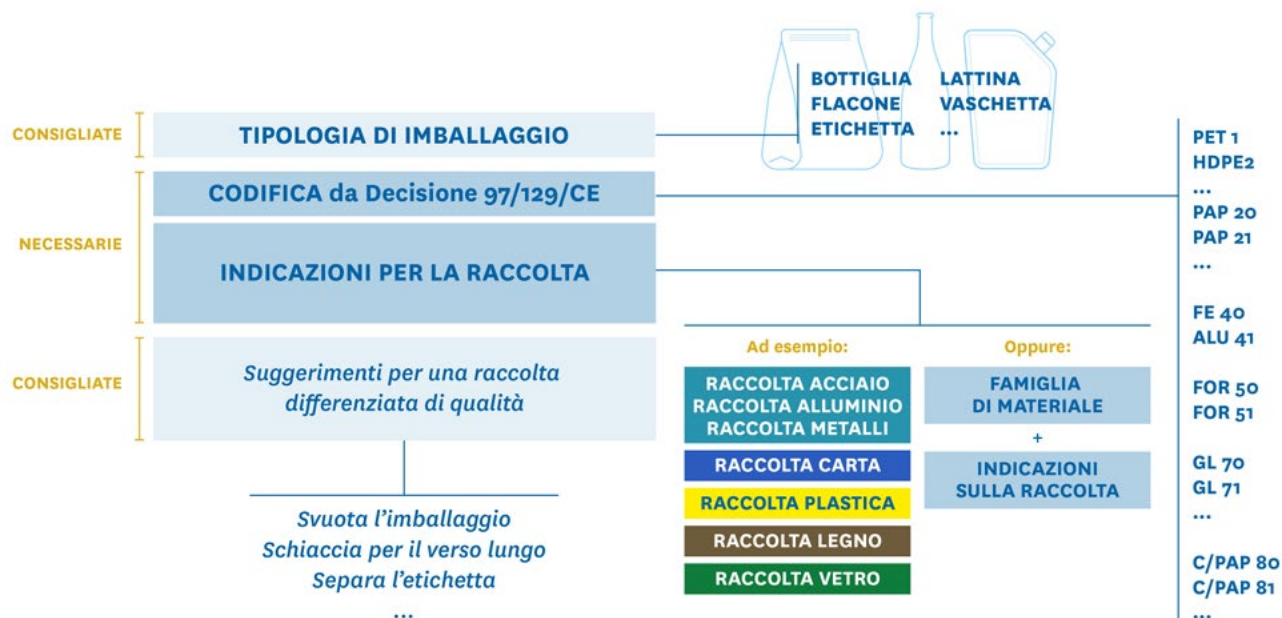 BOTTIGLIA LATTINA
FLACONE VASCHETTA
ETICHETTA ...
CONSIGLIATE
TIPOLOGIA DI IMBALLAGGIO
NECESSARIE
CODIFICA da Decisione 97/129/CE
INDICAZIONI PER LA RACCOLTA
CONSIGLIATE
Suggerimenti per una raccolta
differenziata di qualità
Svuota l'imballaggio
Schiaccia per il verso lungo
Separa l'etichetta
...
Ad esempio:
RACCOLTA ACCIAIO
RACCOLTA ALLUMINIO
RACCOLTA METALLI
RACCOLTA CARTA
RACCOLTA PLASTICA
RACCOLTA LEGNO
RACCOLTA VETRO
Oppure:
FAMIGLIA
DI MATERIALE
+
INDICAZIONI
SULLA RACCOLTA
PET 1
HDPE2
...
PAP 20
PAP 21
...
FE 40
ALU 41
FOR 50
FOR 51
GL 70
GL 71
...
C/PAP 80
C/PAP 81
...